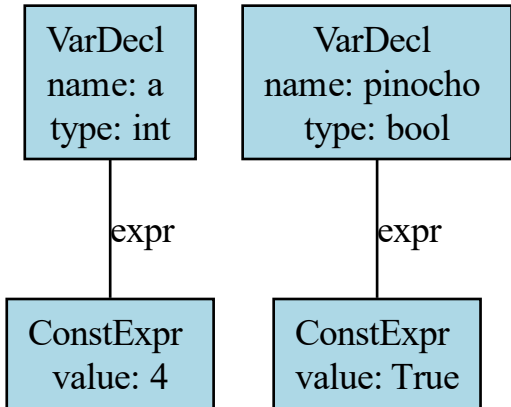 VarDecl
name: a
type: int
VarDecl
name: pinocho
type: bool
expr
expr
ConstExpr
value: 4
ConstExpr
value: True